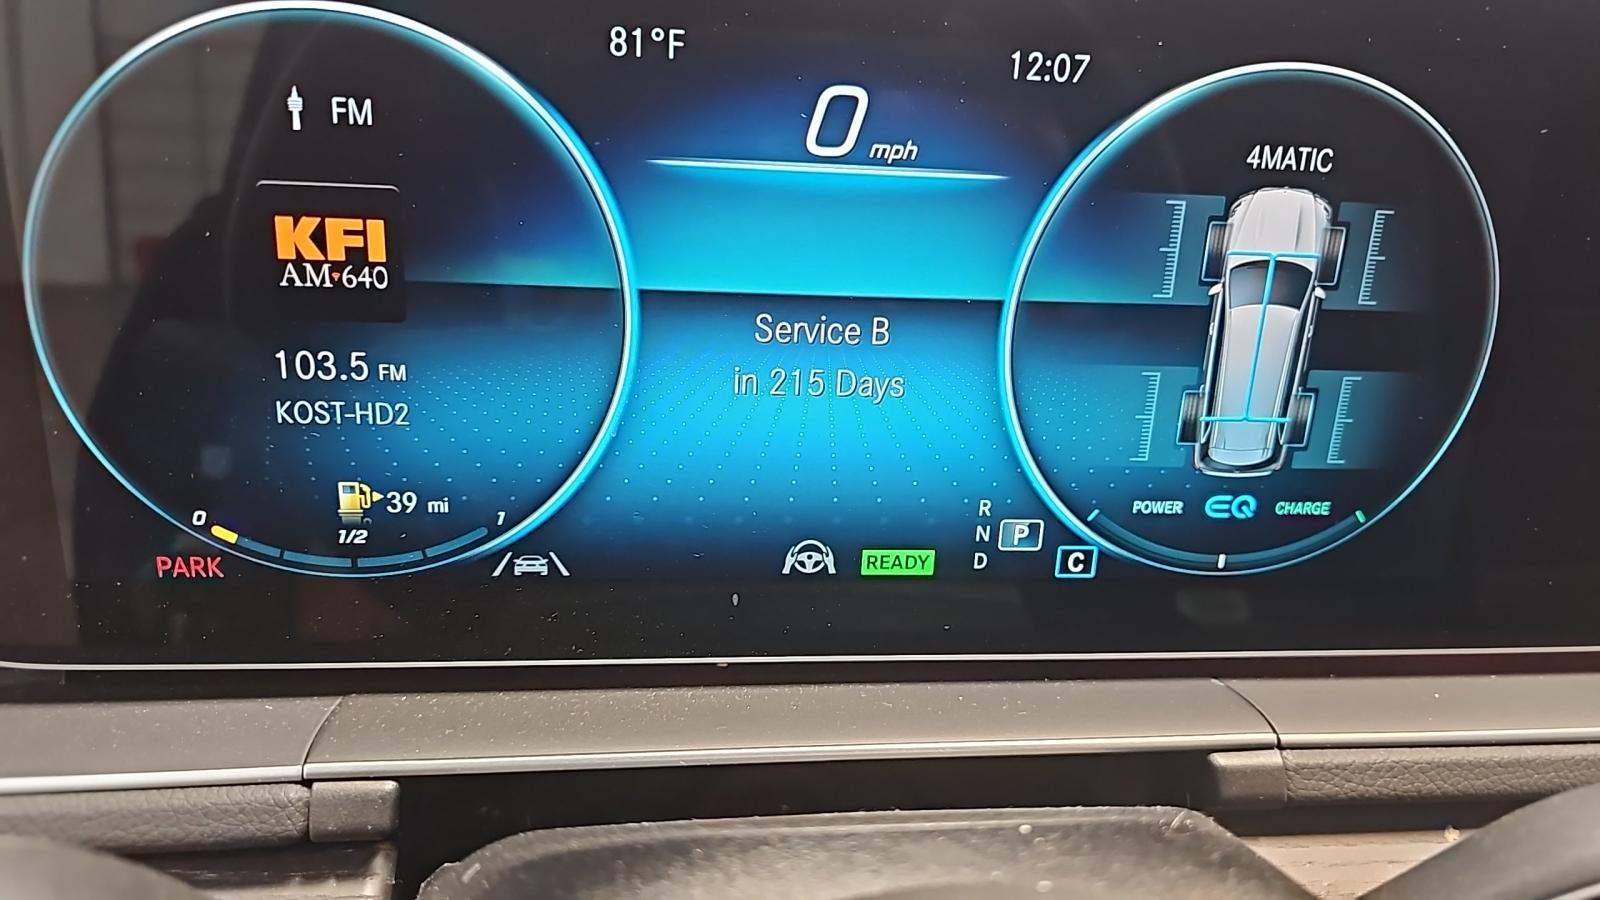 81°F
12:07
FM
0 mph
4MATIC
KFI
AM 640
Service B
in 215 Days
103.5 FM
KOST-HD2
39 mi
0
1/2
1
PARK
READY
R
N
P
D
C
POWER
EQ
CHARGE